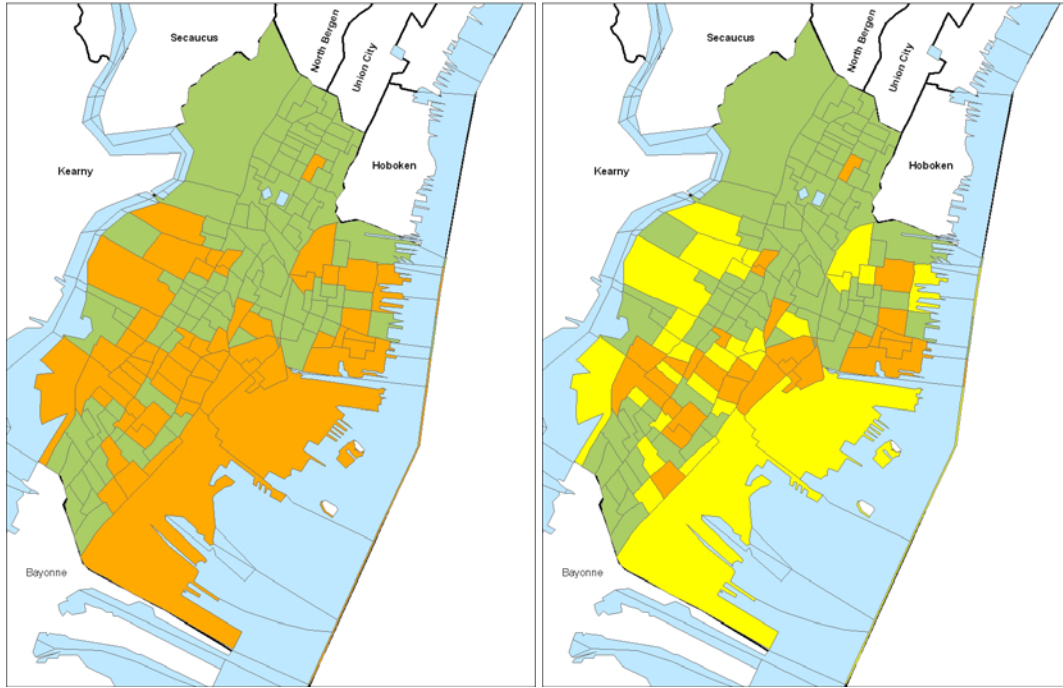 Secaucus
North Bergen
Union City
Hoboken
Kearny
Bayonne
Secaucus
North Bergen
Union City
Hoboken
Kearny
Bayonne